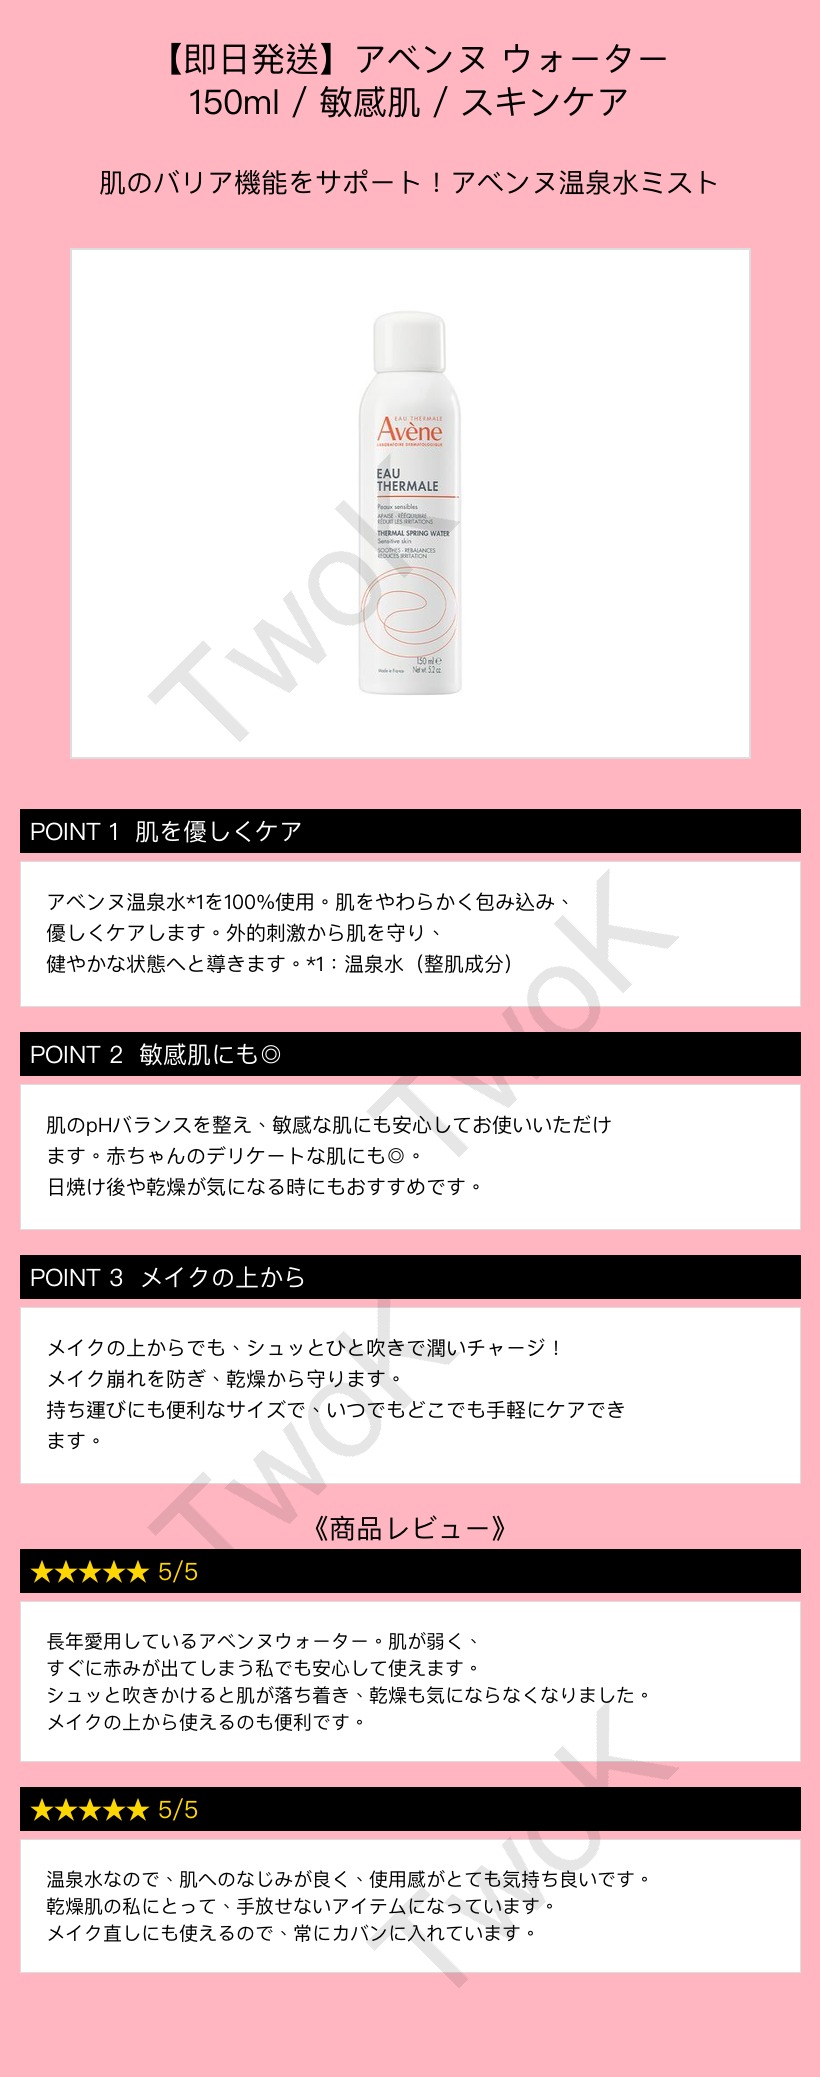 【即日発送】アベンヌ ウォーター
150ml / 敏感肌 / スキンケア
肌のバリア機能をサポート！アベンヌ温泉水ミスト
EAU THERMALE
Avène
LABORATOIRE DERMATOLOGIQUE
EAU
THERMALE
Peaux sensibles
APAISE - RÉÉQUILIBRE
RÉDUIT LES IRRITATIONS
THERMAL SPRING WATER
Sensitive skin
SOOTHES - REBALANCES
REDUCES IRRITATION
150 ml e
Made in France Net wt. 5.2 oz.
TwoK
POINT 1 肌を優しくケア
アベンヌ温泉水*1を100%使用。肌をやわらかく包み込み、
優しくケアします。外的刺激から肌を守り、
健やかな状態へと導きます。*1：温泉水（整肌成分）
TwoK
POINT 2 敏感肌にも◎
肌のpHバランスを整え、敏感な肌にも安心してお使いいただけ
ます。赤ちゃんのデリケートな肌にも◎。
日焼け後や乾燥が気になる時にもおすすめです。
POINT 3 メイクの上から
メイクの上からでも、シュッとひと吹きで潤いチャージ！
メイク崩れを防ぎ、乾燥から守ります。
持ち運びにも便利なサイズで、いつでもどこでも手軽にケアでき
ます。
TwoK
《商品レビュー》
★★★★★ 5/5
長年愛用しているアベンヌウォーター。肌が弱く、
すぐに赤みが出てしまう私でも安心して使えます。
シュッと吹きかけると肌が落ち着き、乾燥も気にならなくなりました。
メイクの上から使えるのも便利です。
★★★★★ 5/5
温泉水なので、肌へのなじみが良く、使用感がとても気持ち良いです。
乾燥肌の私にとって、手放せないアイテムになっています。
メイク直しにも使えるので、常にカバンに入れています。
TwoK